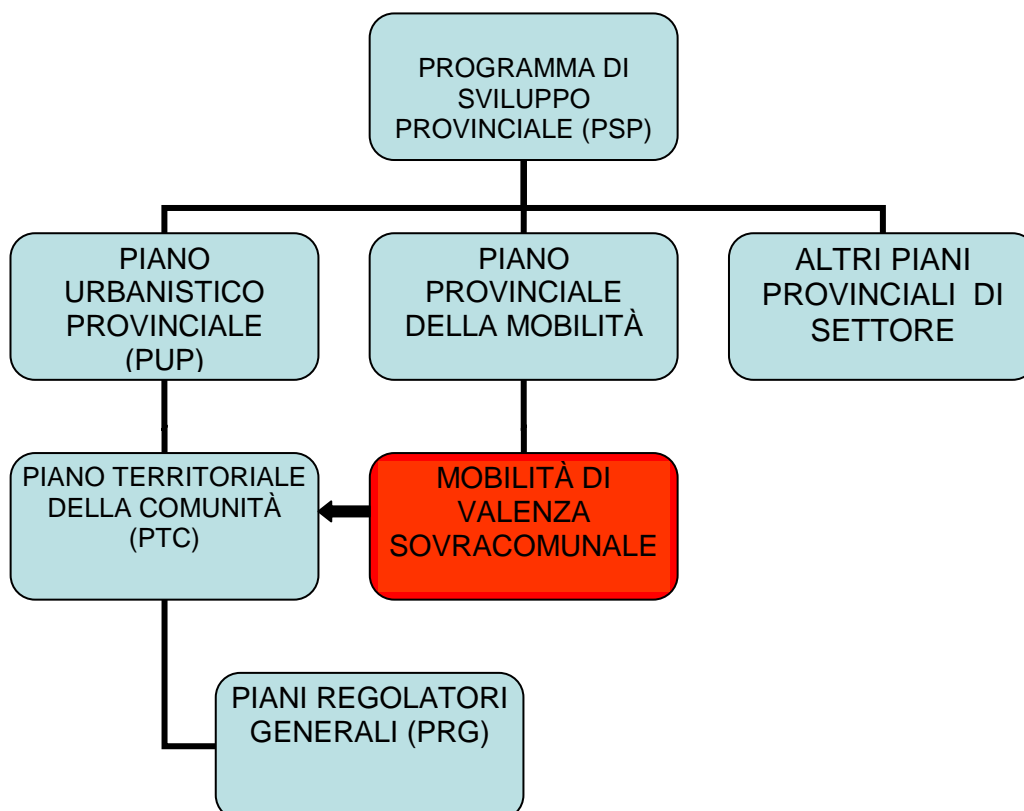 PROGRAMMA DI
SVILUPPO
PROVINCIALE (PSP)
PIANO
URBANISTICO
PROVINCIALE
(PUP)
PIANO
PROVINCIALE
DELLA MOBILITÀ
ALTRI PIANI
PROVINCIALI DI
SETTORE
PIANO TERRITORIALE
DELLA COMUNITÀ
(PTC)
MOBILITÀ DI
VALENZA
SOVRACOMUNALE
PIANI REGOLATORI
GENERALI (PRG)